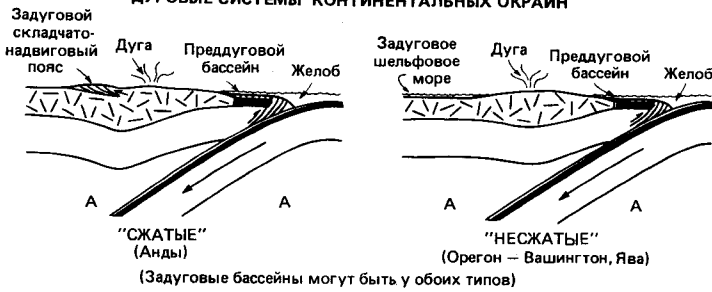 ДУГОВЫЕ СИСТЕМЫ КОНТИНЕНТАЛЬНЫХ ОКРАИН
Задуговой
складчато-
надвиговый
пояс
Дуга
Преддуговой
бассейн
Желоб
А
А
"СЖАТЫЕ"
(Анды)
Задуговое
шельфовое
море
Дуга
Преддуговой
бассейн
Желоб
А
А
"НЕСЖАТЫЕ"
(Орегон — Вашингтон, Ява)
(Задуговые бассейны могут быть у обоих типов)